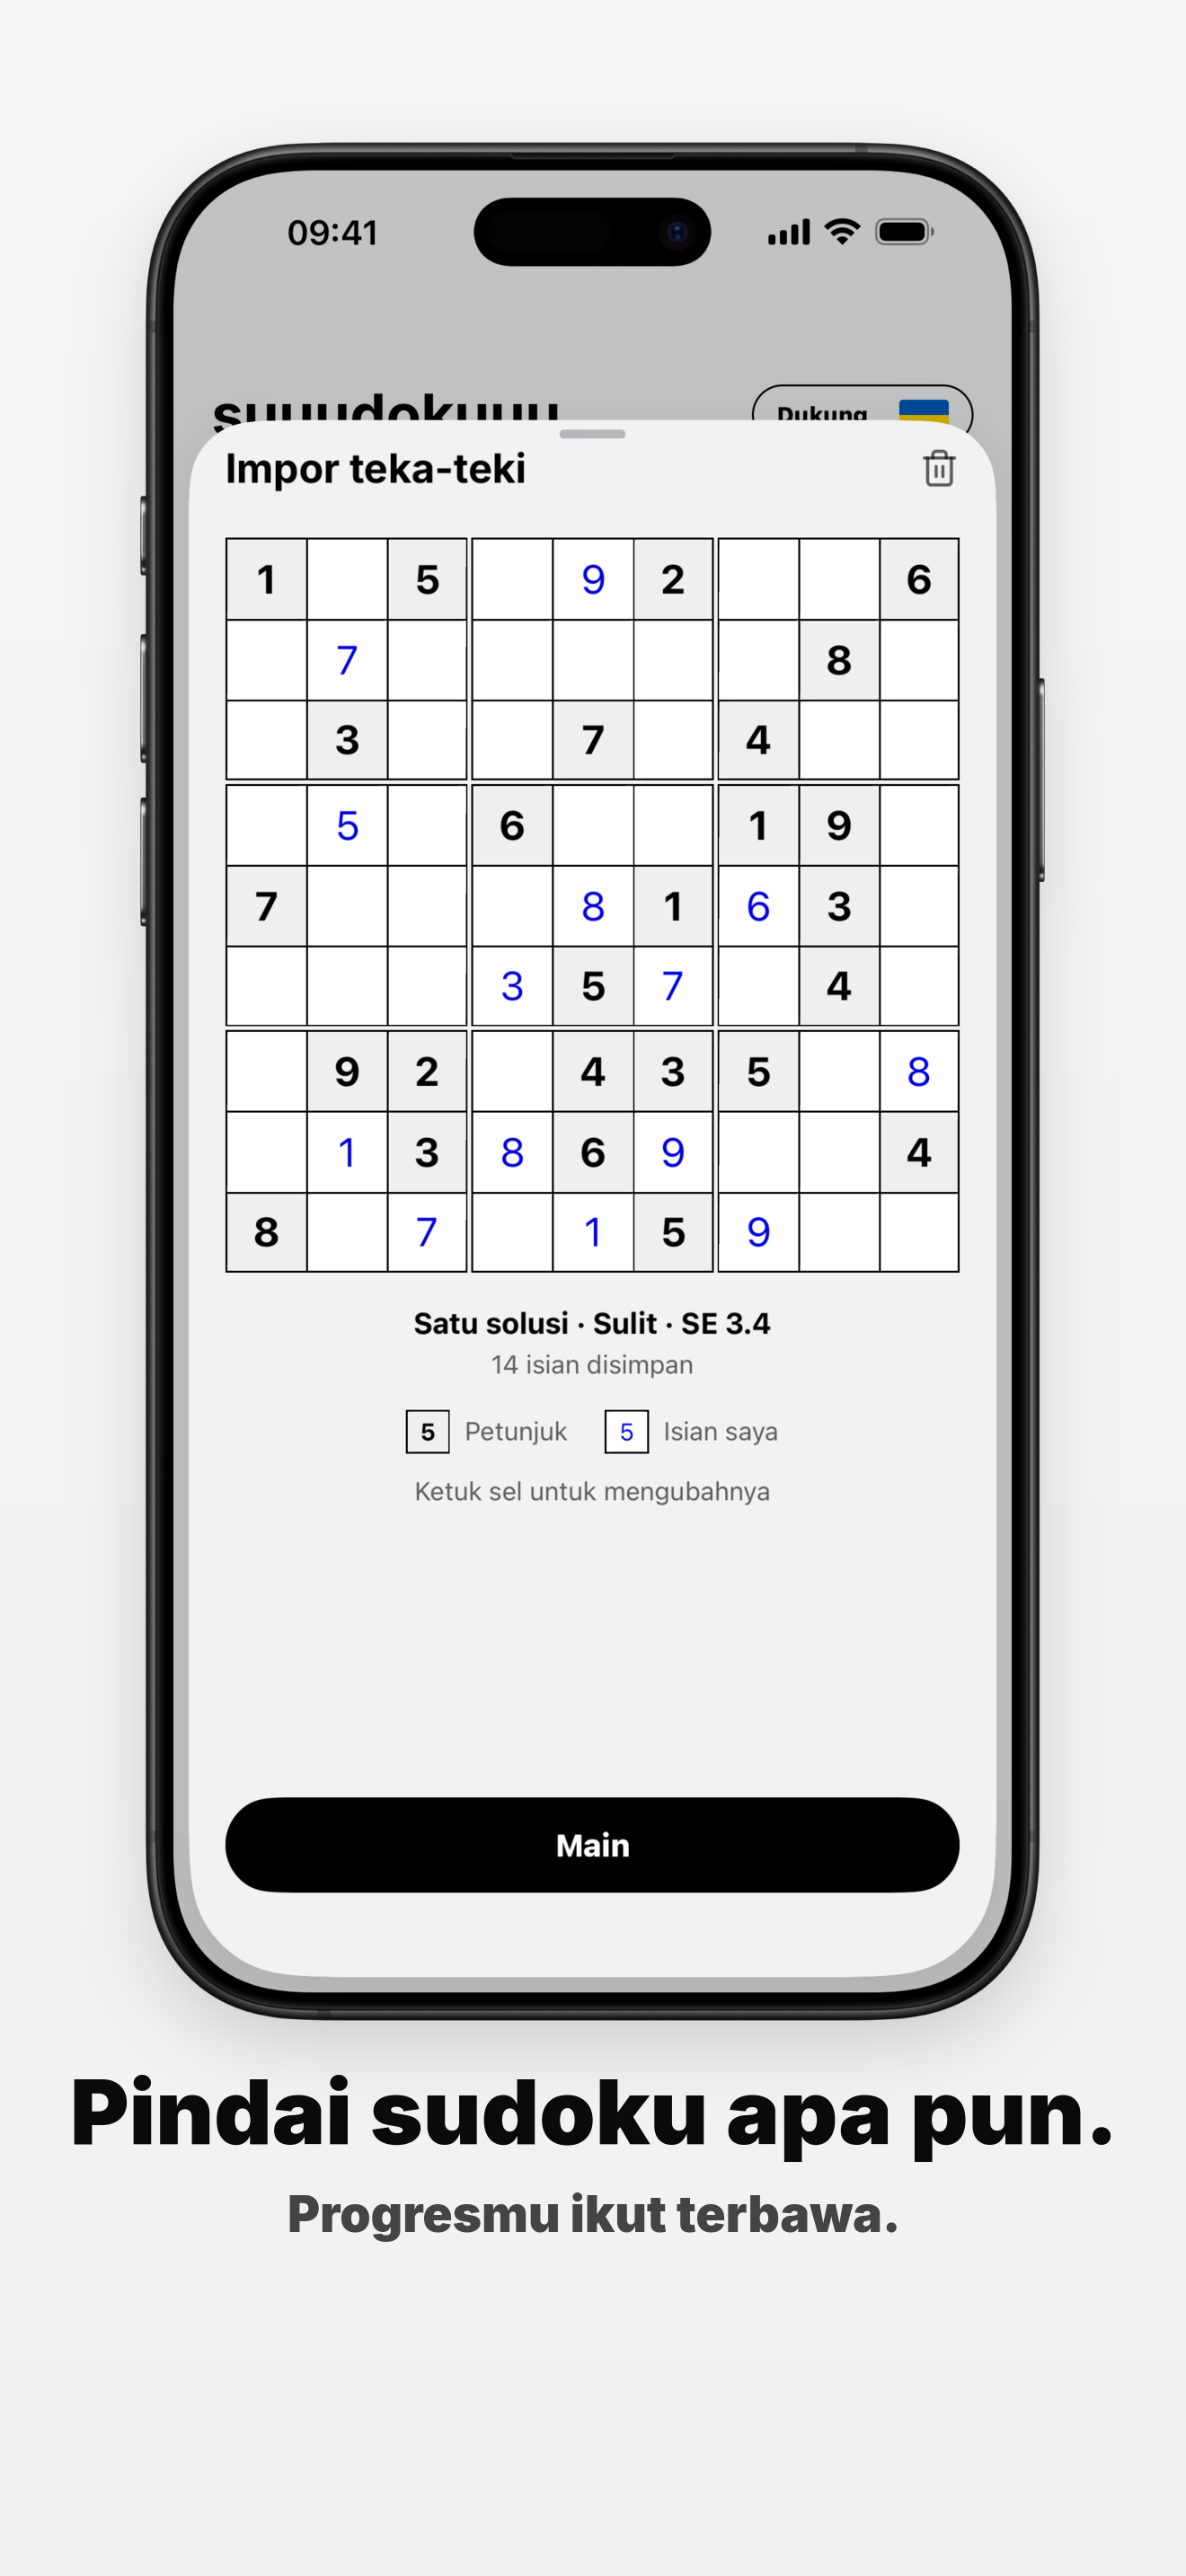 09:41
suuudokuuu
Dukung
Impor teka-teki
1 5 9 2 6
7 8
3 7 4
5 6 1 9
7 8 1 6 3
3 5 7 4
9 2 4 3 5 8
1 3 8 6 9 4
8 7 1 5 9
Satu solusi · Sulit · SE 3.4
14 isian disimpan
5 Petunjuk 5 Isian saya
Ketuk sel untuk mengubahnya
Main
Pindai sudoku apa pun.
Progresmu ikut terbawa.